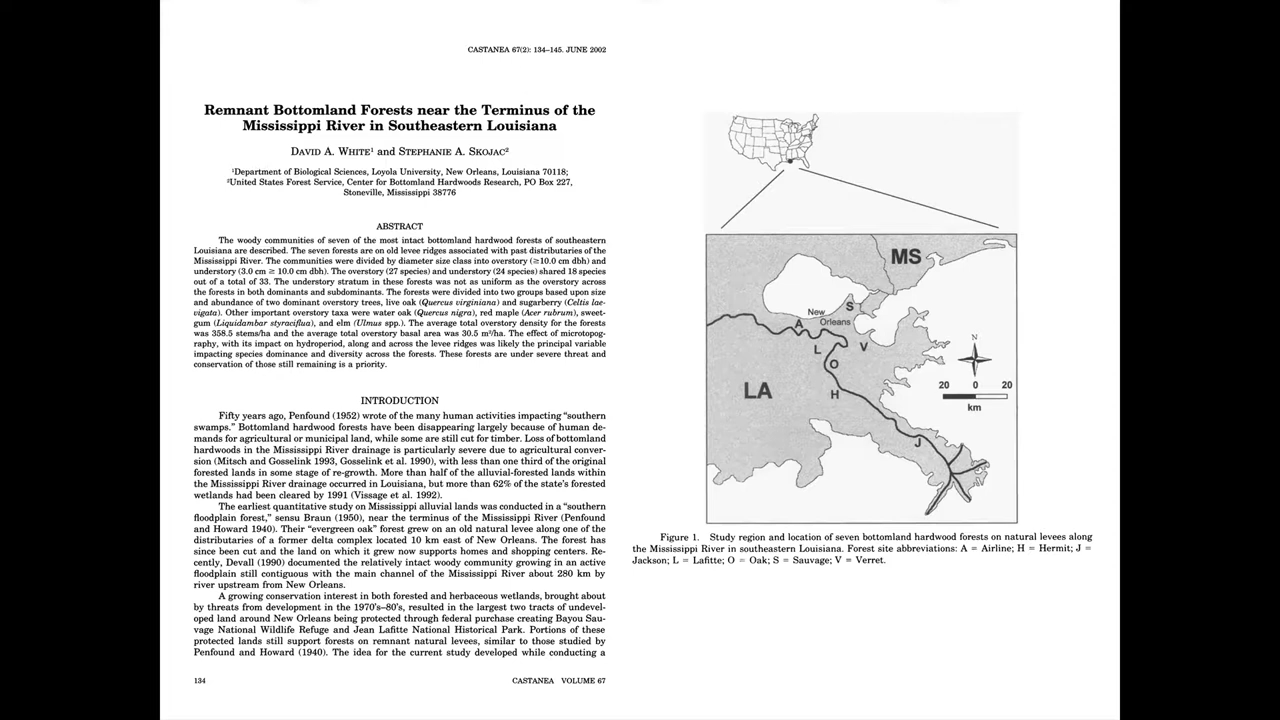 CASTANEA 67(2): 134–145. JUNE 2002
Remnant Bottomland Forests near the Terminus of the
Mississippi River in Southeastern Louisiana
DAVID A. WHITE¹ and STEPHANIE A. SKOJAC²
¹Department of Biological Sciences, Loyola University, New Orleans, Louisiana 70118;
²United States Forest Service, Center for Bottomland Hardwoods Research, PO Box 227,
Stoneville, Mississippi 38776
ABSTRACT
The woody communities of seven of the most intact bottomland hardwood forests of southeastern
Louisiana are described. The seven forests are on old levee ridges associated with past distributaries of the
Mississippi River. The communities were divided by diameter size class into overstory (≥10.0 cm dbh) and
understory (3.0 cm ≥ 10.0 cm dbh). The overstory (27 species) and understory (24 species) shared 18 species
out of a total of 33. The understory stratum in these forests was not as uniform as the overstory across
the forests in both dominants and subdominants. The forests were divided into two groups based upon size
and abundance of two dominant overstory trees, live oak (Quercus virginiana) and sugarberry (Celtis lae-
vigata). Other important overstory taxa were water oak (Quercus nigra), red maple (Acer rubrum), sweet-
gum (Liquidambar styraciflua), and elm (Ulmus spp.). The average total overstory density for the forests
was 358.5 stems/ha and the average total overstory basal area was 30.5 m²/ha. The effect of microtopog-
raphy, with its impact on hydroperiod, along and across the levee ridges was likely the principal variable
impacting species dominance and diversity across the forests. These forests are under severe threat and
conservation of those still remaining is a priority.
INTRODUCTION
Fifty years ago, Penfound (1952) wrote of the many human activities impacting “southern
swamps.” Bottomland hardwood forests have been disappearing largely because of human de-
mands for agricultural or municipal land, while some are still cut for timber. Loss of bottomland
hardwoods in the Mississippi River drainage is particularly severe due to agricultural conver-
sion (Mitsch and Gosselink 1993, Gosselink et al. 1990), with less than one third of the original
forested lands in some stage of re-growth. More than half of the alluvial-forested lands within
the Mississippi River drainage occurred in Louisiana, but more than 62% of the state’s forested
wetlands had been cleared by 1991 (Vissage et al. 1992).
The earliest quantitative study on Mississippi alluvial lands was conducted in a “southern
floodplain forest,” sensu Braun (1950), near the terminus of the Mississippi River (Penfound
and Howard 1940). Their “evergreen oak” forest grew on an old natural levee along one of the
distributaries of a former delta complex located 10 km east of New Orleans. The forest has
since been cut and the land on which it grew now supports homes and shopping centers. Re-
cently, Devall (1990) documented the relatively intact woody community growing in an active
floodplain still contiguous with the main channel of the Mississippi River about 280 km by
river upstream from New Orleans.
A growing conservation interest in both forested and herbaceous wetlands, brought about
by threats from development in the 1970’s–80’s, resulted in the largest two tracts of undevel-
oped land around New Orleans being protected through federal purchase creating Bayou Sau-
vage National Wildlife Refuge and Jean Lafitte National Historical Park. Portions of these
protected lands still support forests on remnant natural levees, similar to those studied by
Penfound and Howard (1940). The idea for the current study developed while conducting a
134
CASTANEA VOLUME 67
MS
S
New
Orleans
A
L
V
O
LA
H
J
N
20 0 20
km
Figure 1. Study region and location of seven bottomland hardwood forests on natural levees along
the Mississippi River in southeastern Louisiana. Forest site abbreviations: A = Airline; H = Hermit; J =
Jackson; L = Lafitte; O = Oak; S = Sauvage; V = Verret.